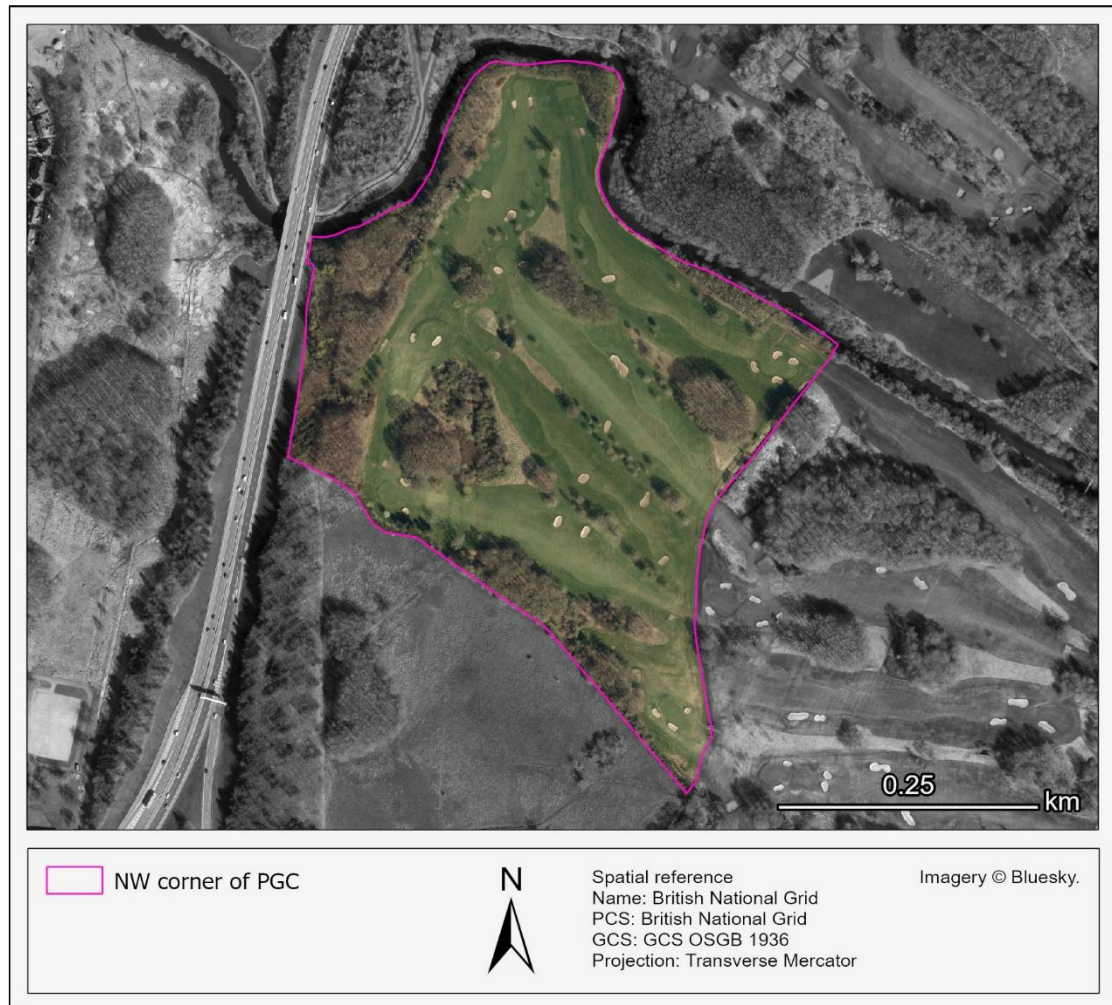 0.25
km
NW corner of PGC
N
Spatial reference
Name: British National Grid
PCS: British National Grid
GCS: GCS OSGB 1936
Projection: Transverse Mercator
Imagery © Bluesky.